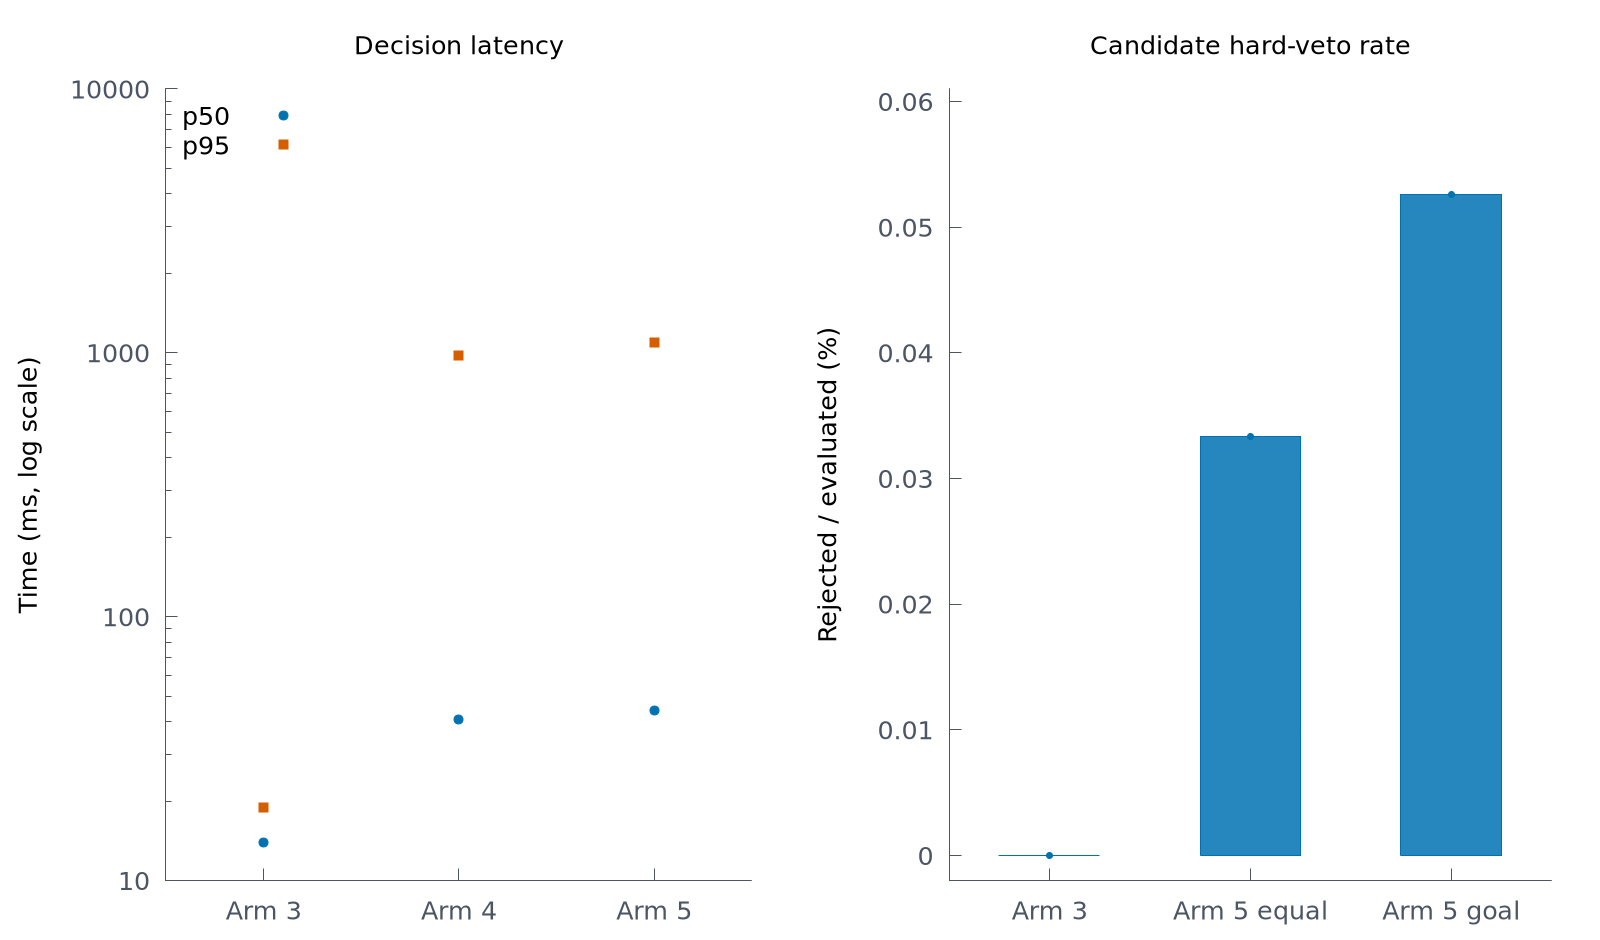 Decision latency
Time (ms, log scale)
10000
1000
100
10
p50
p95
Arm 3
Arm 4
Arm 5
Candidate hard-veto rate
Rejected / evaluated (%)
0.06
0.05
0.04
0.03
0.02
0.01
0
Arm 3
Arm 5 equal
Arm 5 goal